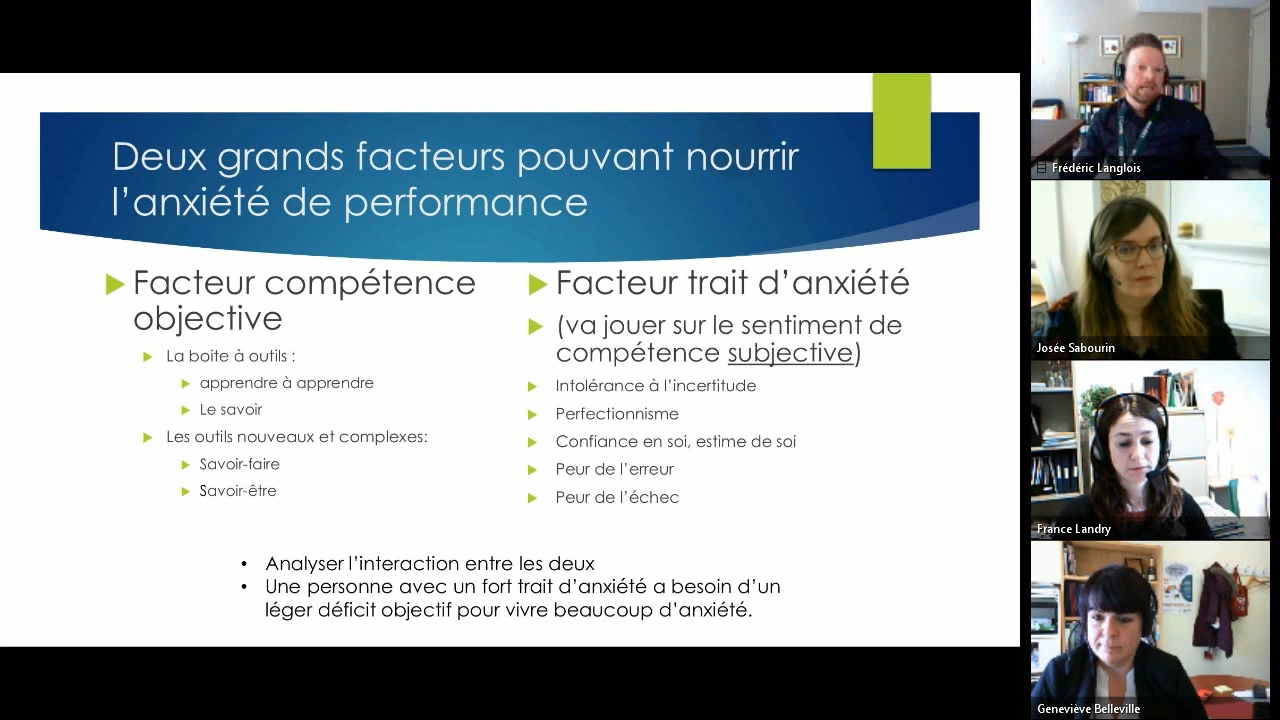 Deux grands facteurs pouvant nourrir
l’anxiété de performance
Facteur compétence
objective
La boite à outils :
apprendre à apprendre
Le savoir
Les outils nouveaux et complexes:
Savoir-faire
Savoir-être
Facteur trait d’anxiété
(va jouer sur le sentiment de
compétence subjective)
Intolérance à l’incertitude
Perfectionnisme
Confiance en soi, estime de soi
Peur de l’erreur
Peur de l’échec
• Analyser l’interaction entre les deux
• Une personne avec un fort trait d’anxiété a besoin d’un
léger déficit objectif pour vivre beaucoup d’anxiété.
Frédéric Langlois
Josée Sabourin
France Landry
Geneviève Belleville